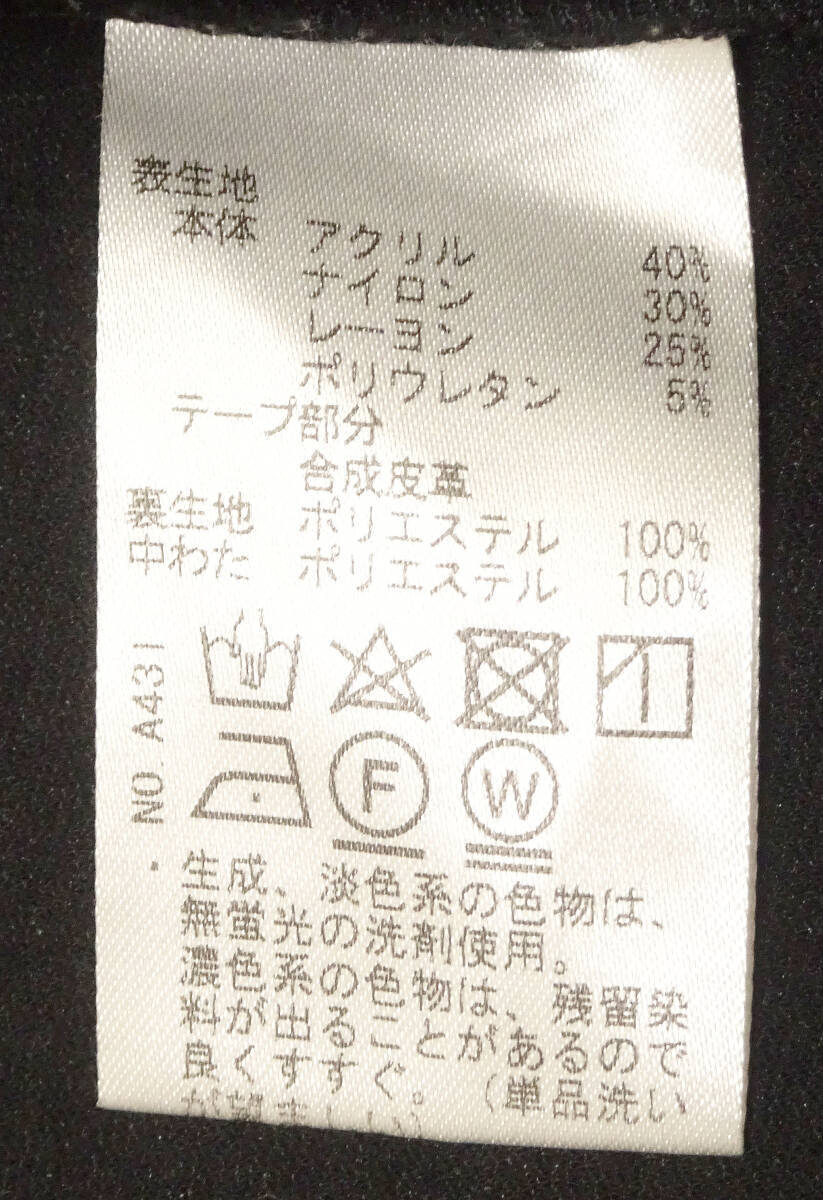 表生地
本体 アクリル 40%
ナイロン 30%
レーヨン 25%
ポリウレタン 5%
テープ部分
合成皮革
裏生地 ポリエステル 100%
中わた ポリエステル 100%
NO. A431
F W
生成、淡色系の色物は、
無蛍光の洗剤使用。
濃色系の色物は、残留染
料が出ることがあるので
良くすすぐ。(単品洗い
が望ましい)